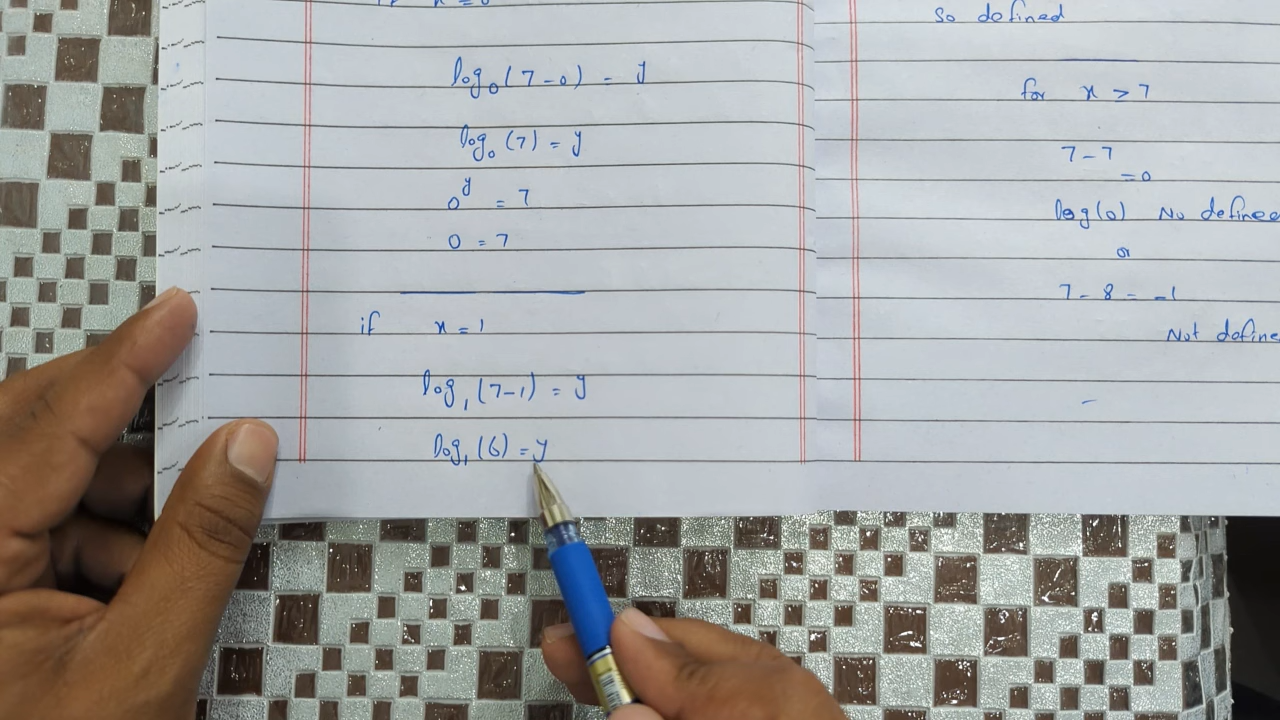 log₀(7-0) = y
log₀(7) = y
0ʸ = 7
0 = 7
if x = 1
log₁(7-1) = y
log₁(6) = y
so defined
for x ≥ 7
7-7
=0
log(0) No define
or
7-8 = -1
Not define